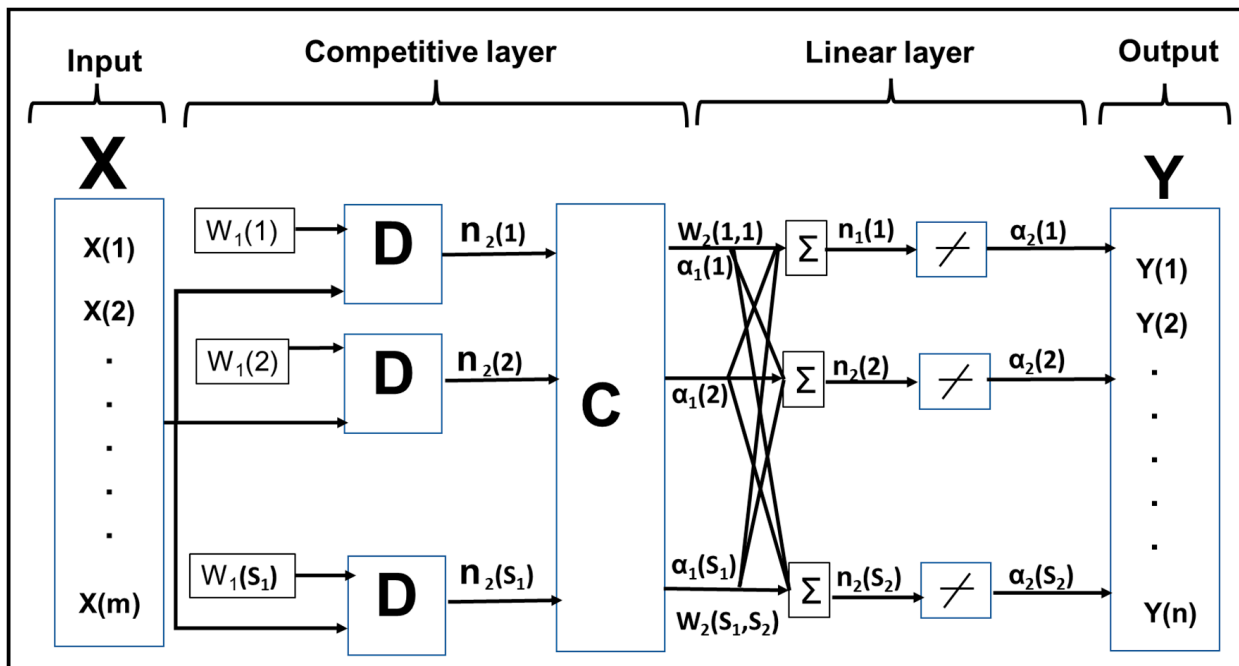 Input
Competitive layer
Linear layer
Output
X
Y
W₁(1)
D
n₂(1)
W₂(1,1)
α₁(1)
Σ
n₁(1)
α₂(1)
X(1)
Y(1)
X(2)
Y(2)
W₁(2)
D
n₂(2)
C
α₁(2)
Σ
n₂(2)
α₂(2)
W₁(S₁)
D
n₂(S₁)
α₁(S₁)
W₂(S₁,S₂)
Σ
n₂(S₂)
α₂(S₂)
X(m)
Y(n)